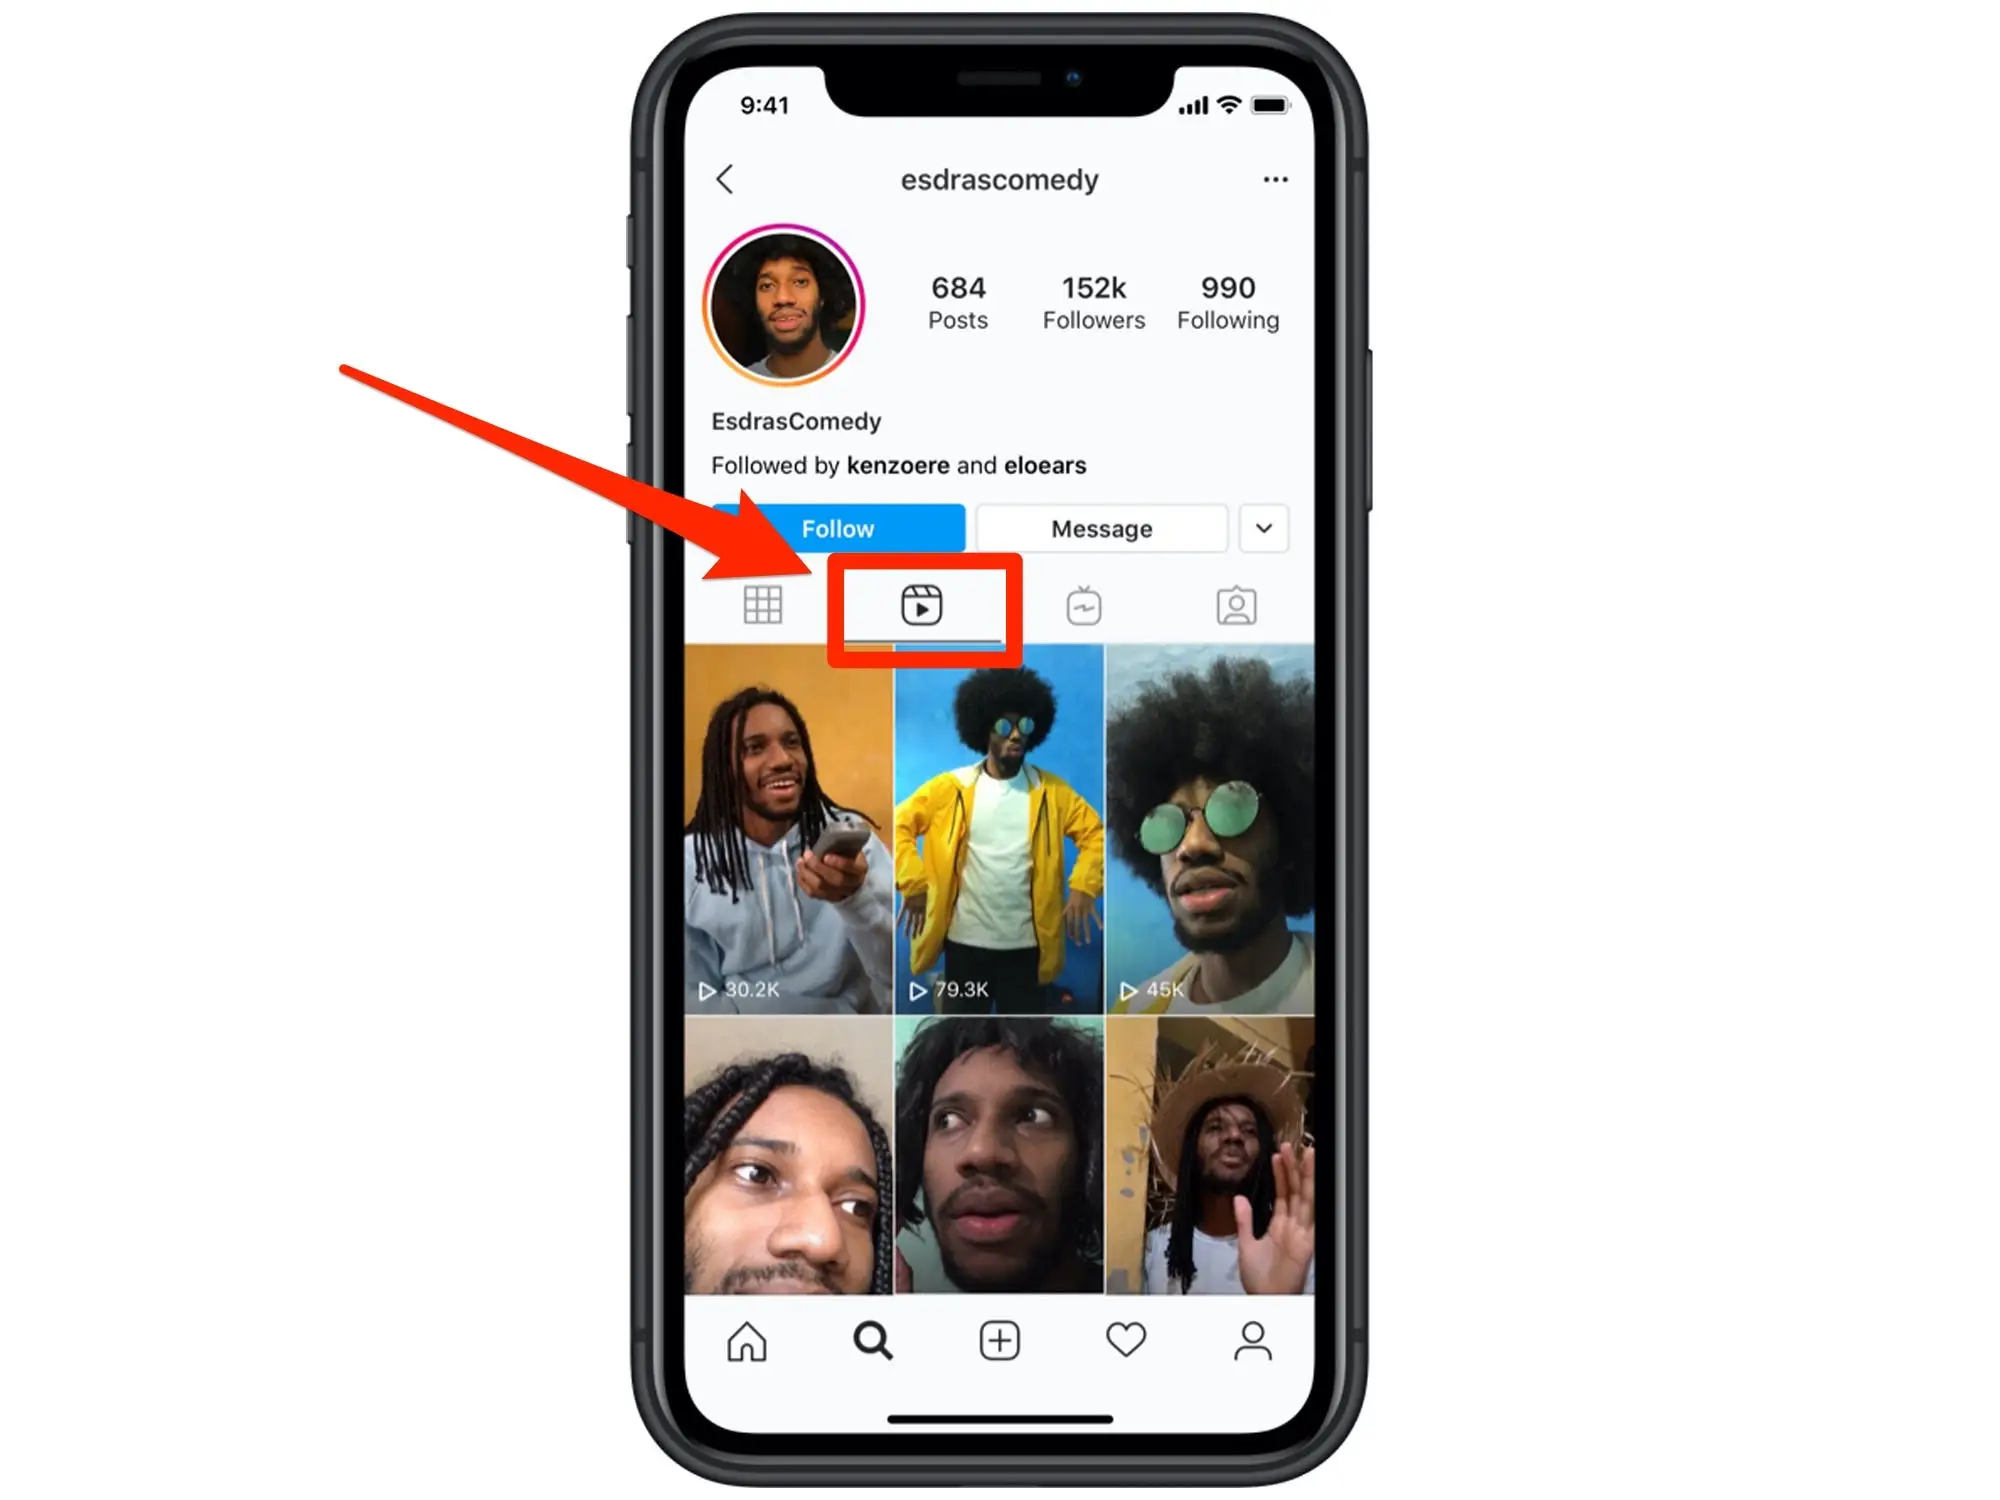 9:41
esdrascomedy
684 152k 990
Posts Followers Following
EsdrasComedy
Followed by kenzoere and eloears
Follow Message
30.2K 79.3K 45K